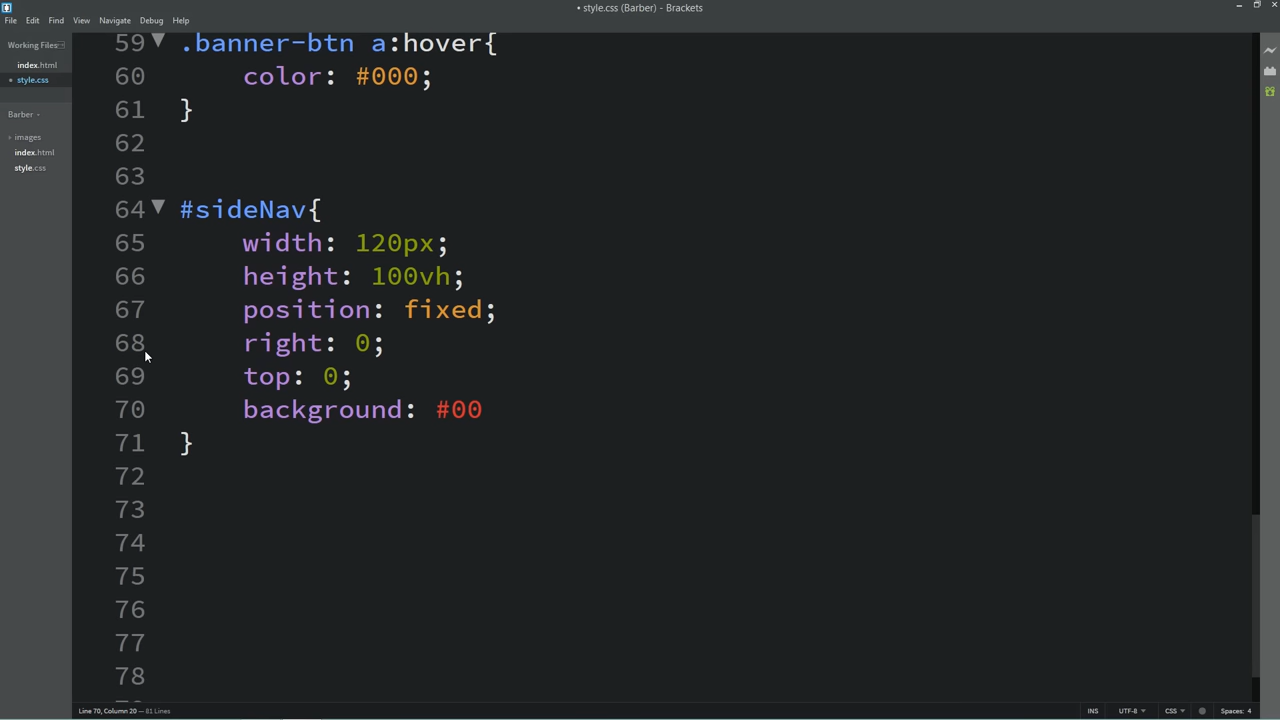 • style.css (Barber) - Brackets
File Edit Find View Navigate Debug Help
Working Files
index.html
• style.css
Barber
images
index.html
style.css
59 .banner-btn a:hover{
60 color: #000;
61 }
62
63
64 #sideNav{
65 width: 120px;
66 height: 100vh;
67 position: fixed;
68 right: 0;
69 top: 0;
70 background: #00
71 }
72
73
74
75
76
77
78
Line 70, Column 20 — 81 Lines
INS UTF-8 CSS Spaces: 4